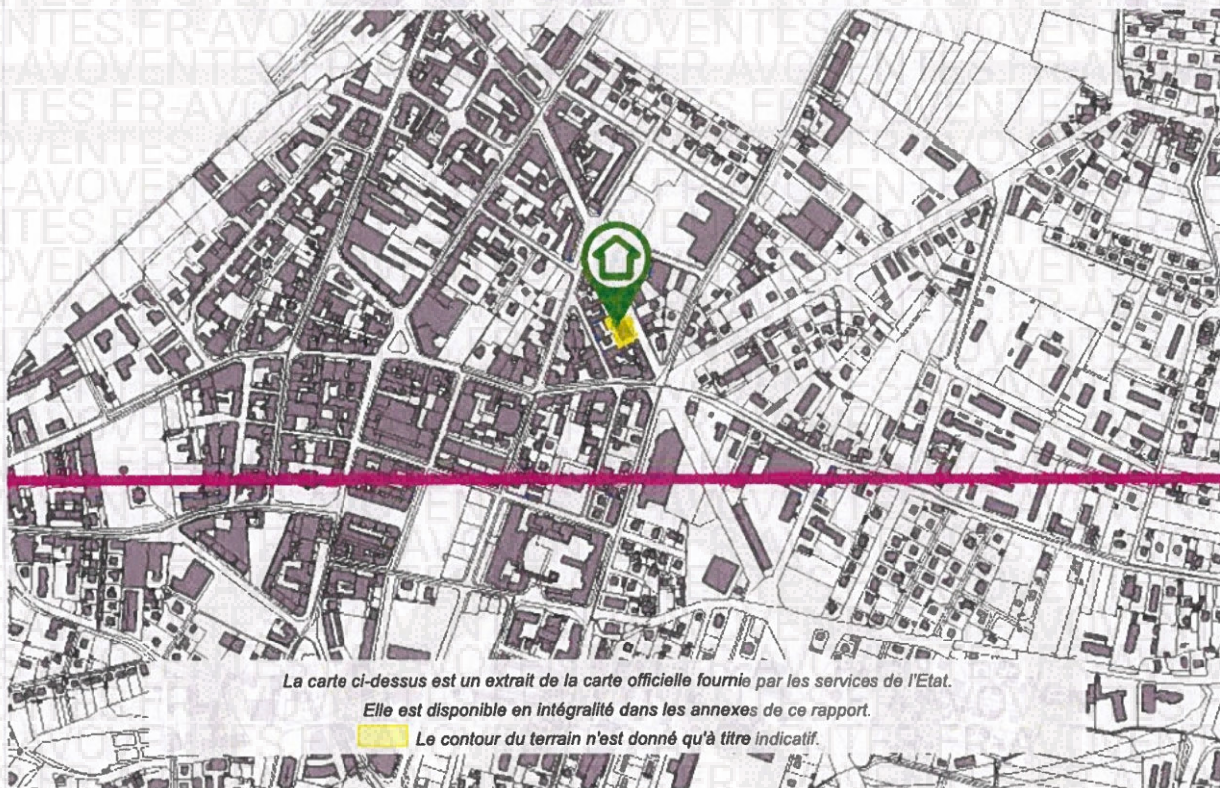 La carte ci-dessus est un extrait de la carte officielle fournie par les services de l'Etat.
Elle est disponible en intégralité dans les annexes de ce rapport.
Le contour du terrain n'est donné qu'à titre indicatif.